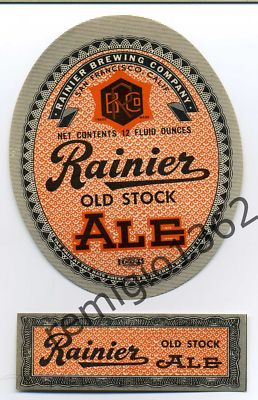 RAINIER BREWING COMPANY
SAN FRANCISCO, CALIF.
RBCO
NET CONTENTS 12 FLUID OUNCES
Rainier
OLD STOCK
ALE
Rainier
OLD STOCK
ALE